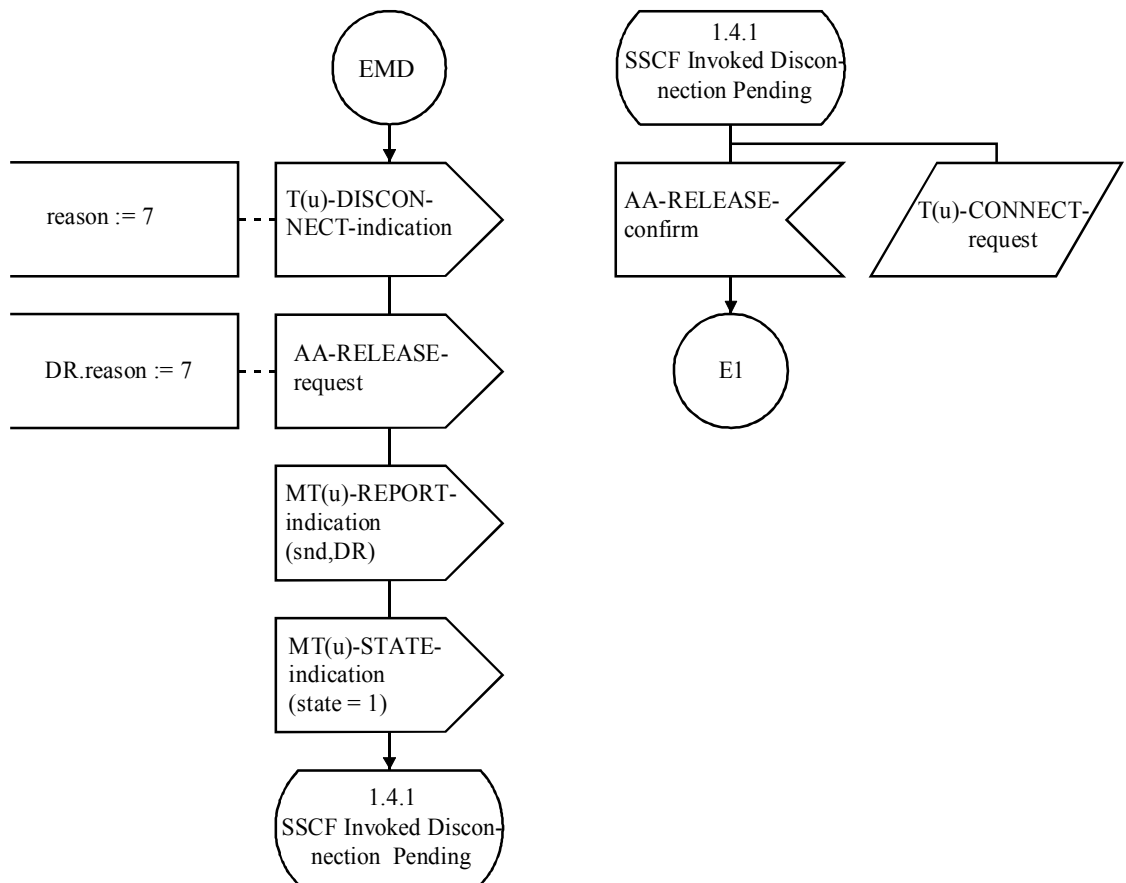 EMD
reason := 7
T(u)-DISCON-
NECT-indication
DR.reason := 7
AA-RELEASE-
request
MT(u)-REPORT-
indication
(snd,DR)
MT(u)-STATE-
indication
(state = 1)
1.4.1
SSCF Invoked Discon-
nection Pending
1.4.1
SSCF Invoked Discon-
nection Pending
AA-RELEASE-
confirm
T(u)-CONNECT-
request
E1